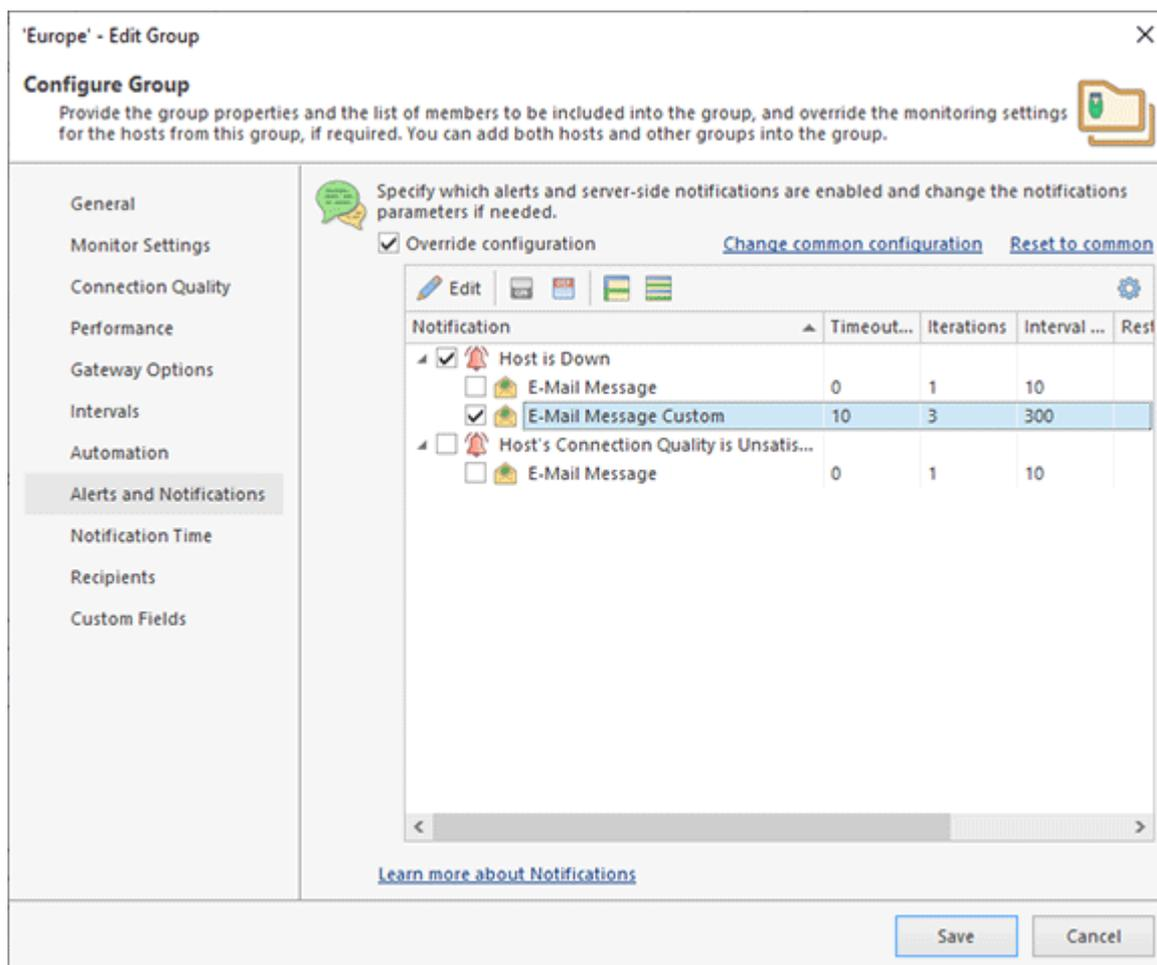 'Europe' - Edit Group
Configure Group
Provide the group properties and the list of members to be included into the group, and override the monitoring settings
for the hosts from this group, if required. You can add both hosts and other groups into the group.
General
Monitor Settings
Connection Quality
Performance
Gateway Options
Intervals
Automation
Alerts and Notifications
Notification Time
Recipients
Custom Fields
Specify which alerts and server-side notifications are enabled and change the notifications
parameters if needed.
Override configuration Change common configuration Reset to common
Edit
Notification Timeout... Iterations Interval ... Rest
Host is Down
E-Mail Message 0 1 10
E-Mail Message Custom 10 3 300
Host's Connection Quality is Unsatis...
E-Mail Message 0 1 10
Learn more about Notifications
Save Cancel